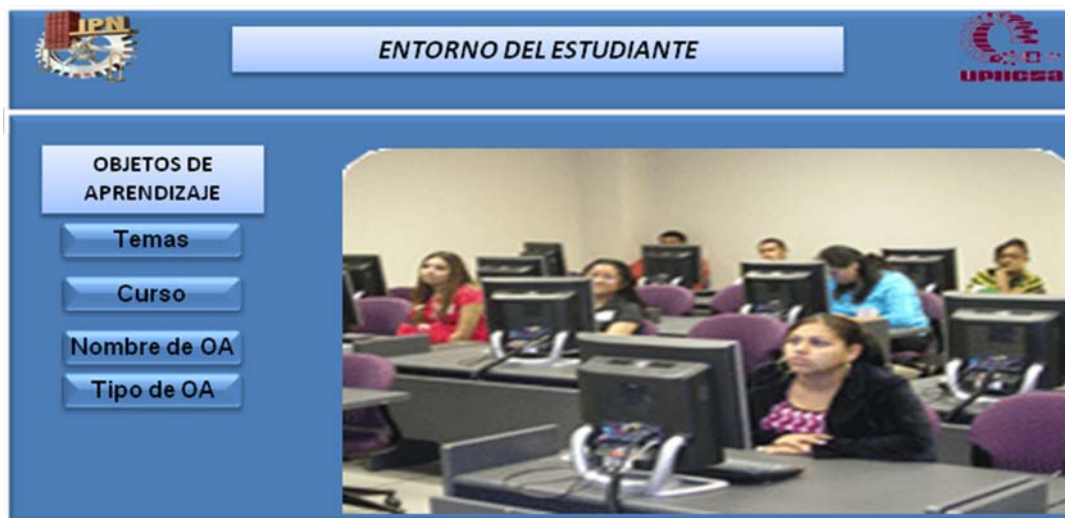 IPN
ENTORNO DEL ESTUDIANTE
UPIICSA
OBJETOS DE
APRENDIZAJE
Temas
Curso
Nombre de OA
Tipo de OA